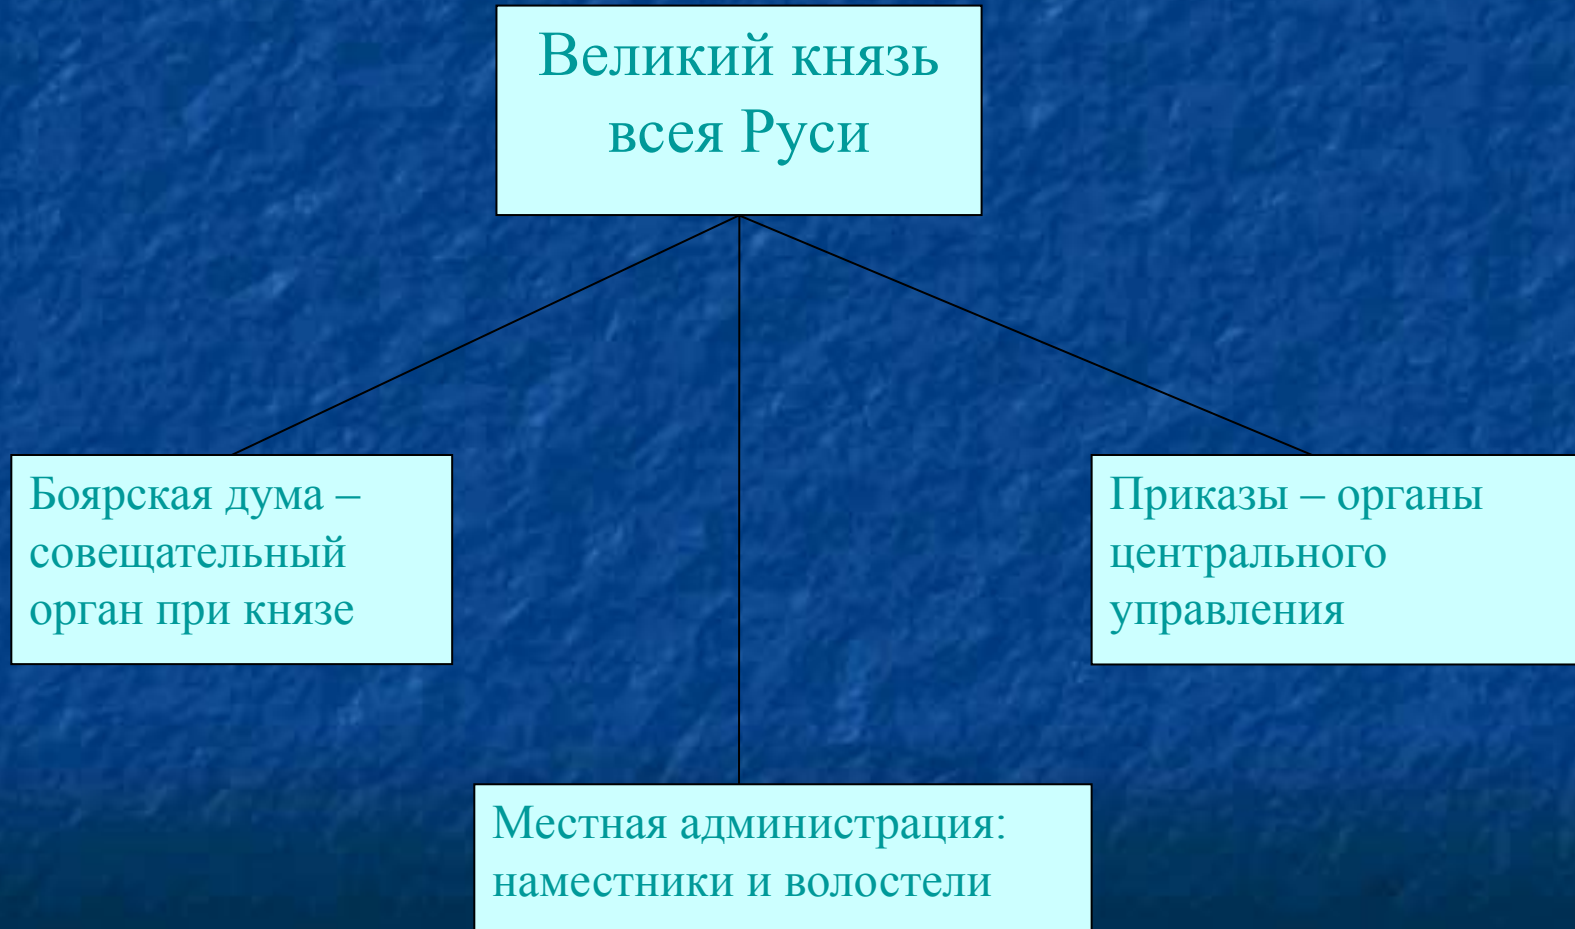 Великий князь
всея Руси
Боярская дума –
совещательный
орган при князе
Приказы – органы
центрального
управления
Местная администрация:
наместники и волостели